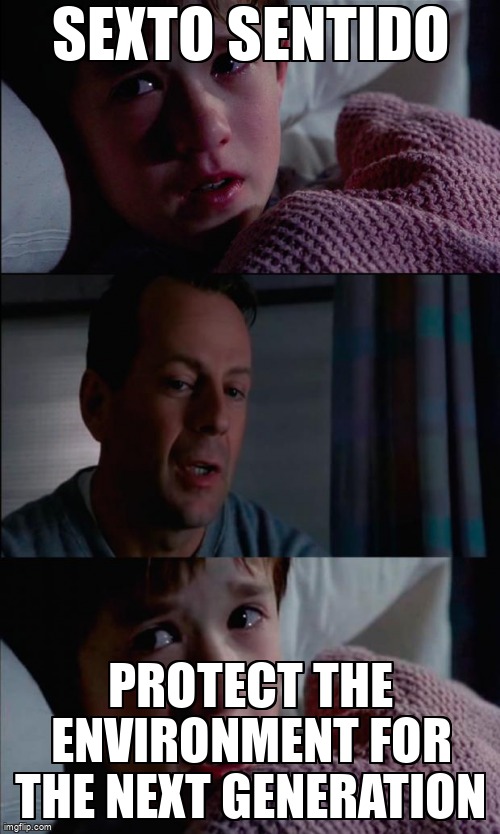 SEXTO SENTIDO
PROTECT THE
ENVIRONMENT FOR
THE NEXT GENERATION
imgflip.com